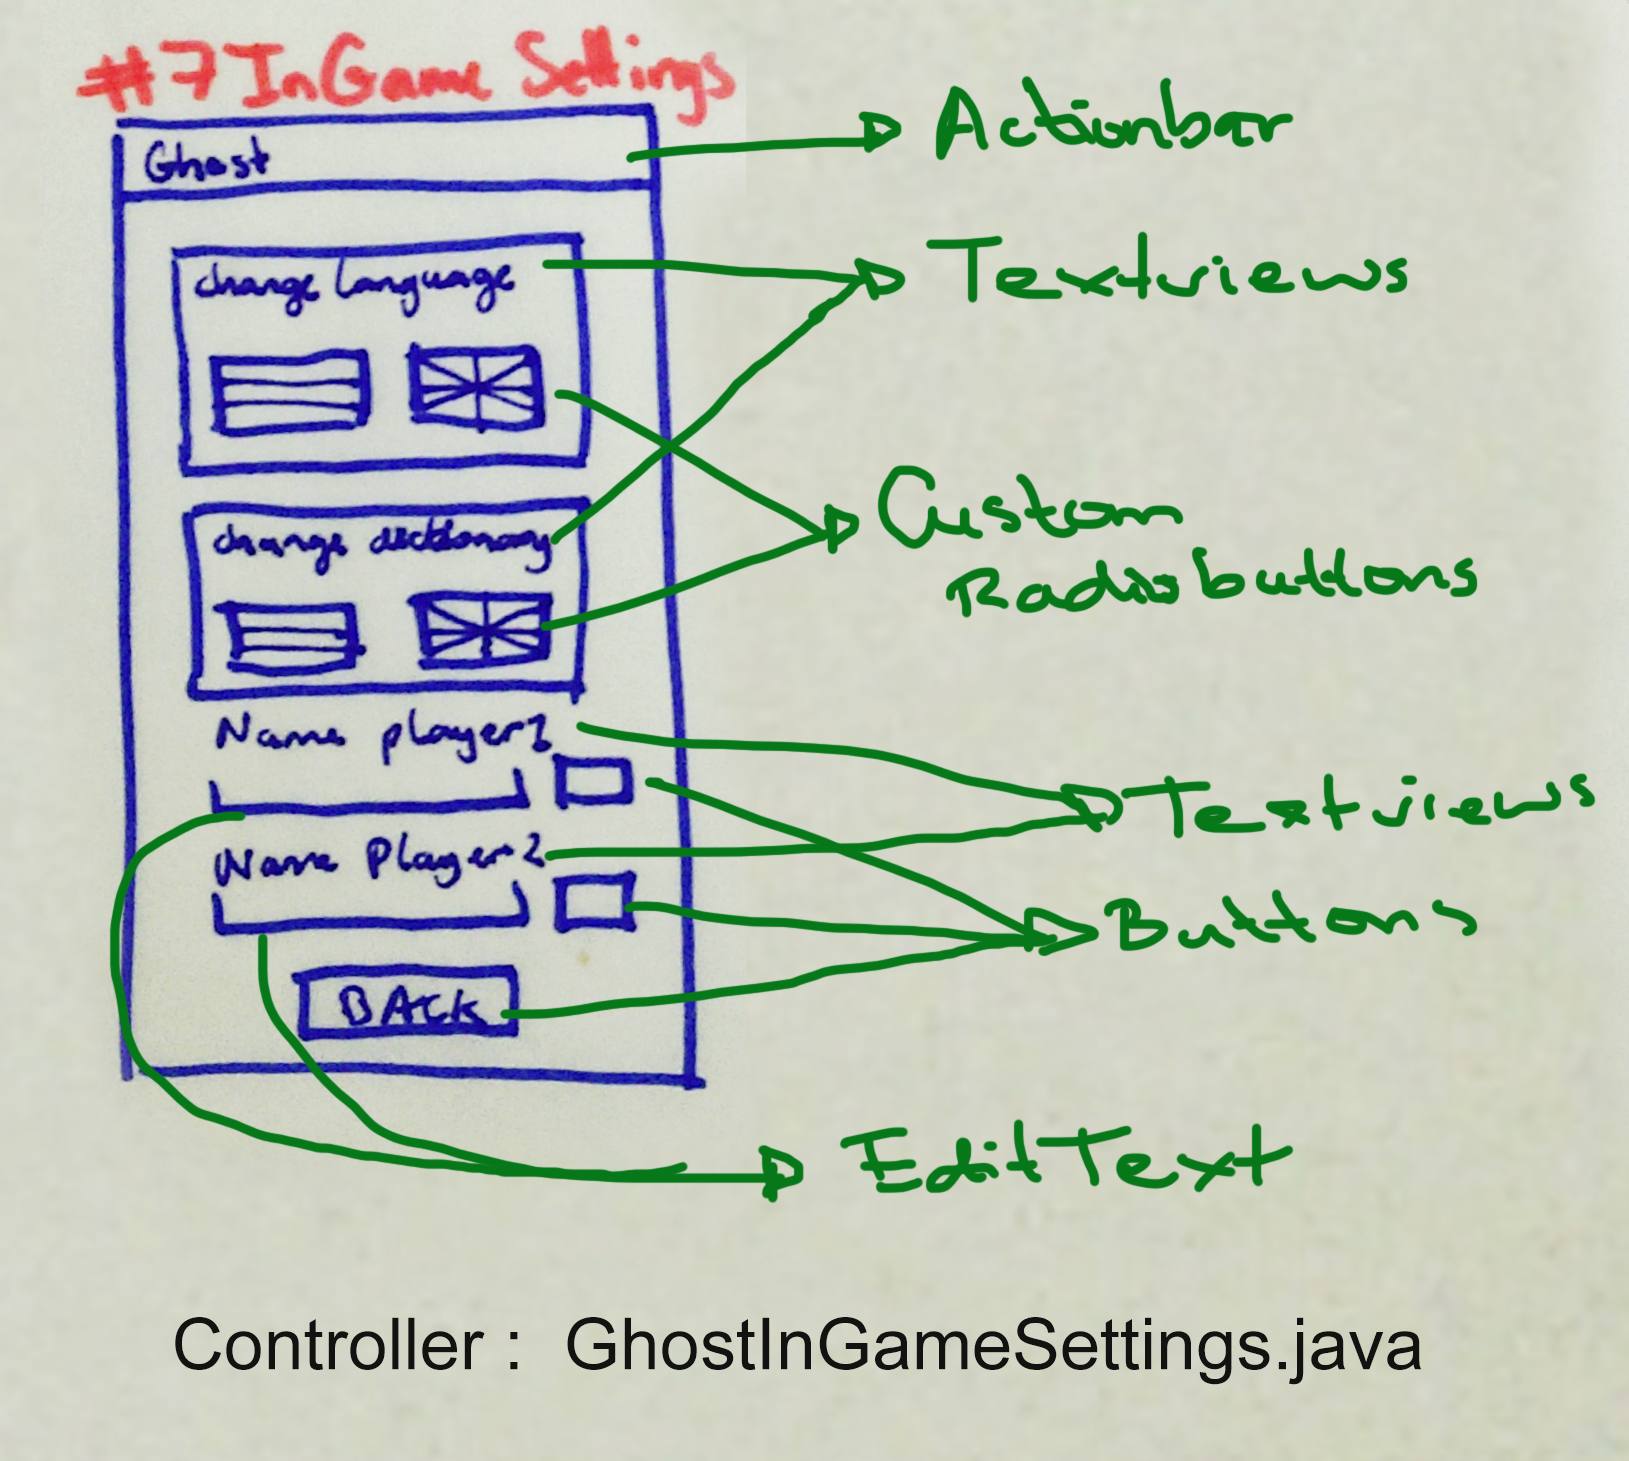 #7 InGame Settings
Ghost
Actionbar
change language
Textviews
Custom
Radiobuttons
change dictionary
Name player1
Textviews
Name Player2
Buttons
BACK
EditText
Controller : GhostInGameSettings.java